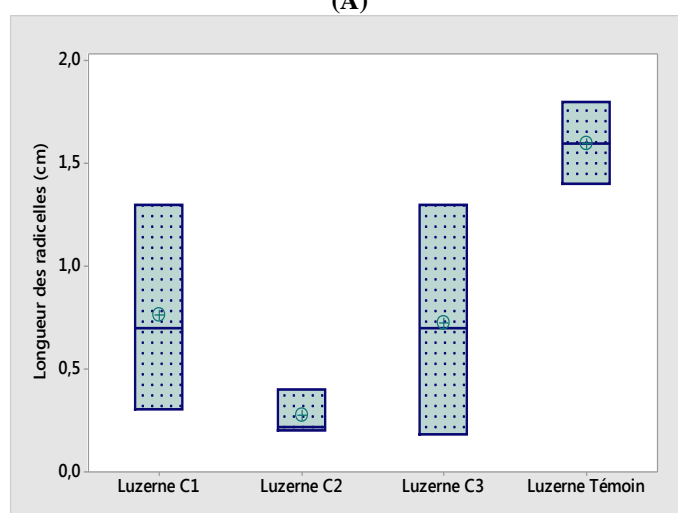 (A)
Longueur des radicelles (cm)
2,0
1,5
1,0
0,5
0,0
Luzerne C1 Luzerne C2 Luzerne C3 Luzerne Témoin